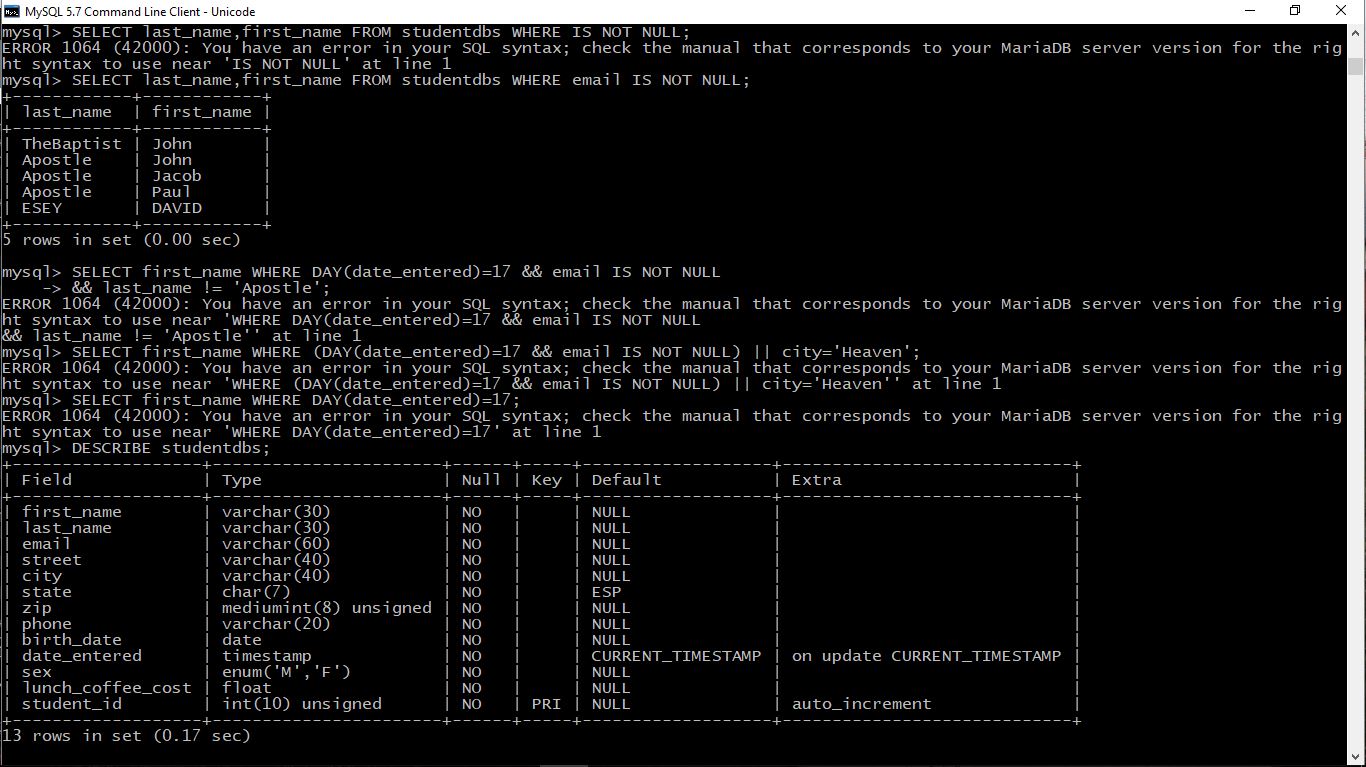 MySQL 5.7 Command Line Client - Unicode
mysql> SELECT last_name,first_name FROM studentdbs WHERE IS NOT NULL;
ERROR 1064 (42000): You have an error in your SQL syntax; check the manual that corresponds to your MariaDB server version for the rig
ht syntax to use near 'IS NOT NULL' at line 1
mysql> SELECT last_name,first_name FROM studentdbs WHERE email IS NOT NULL;
+------------+------------+
| last_name  | first_name |
+------------+------------+
| TheBaptist | John       |
| Apostle    | John       |
| Apostle    | Jacob      |
| Apostle    | Paul       |
| ESEY       | DAVID      |
+------------+------------+
5 rows in set (0.00 sec)

mysql> SELECT first_name WHERE DAY(date_entered)=17 && email IS NOT NULL
    -> && last_name != 'Apostle';
ERROR 1064 (42000): You have an error in your SQL syntax; check the manual that corresponds to your MariaDB server version for the rig
ht syntax to use near 'WHERE DAY(date_entered)=17 && email IS NOT NULL
&& last_name != 'Apostle'' at line 1
mysql> SELECT first_name WHERE (DAY(date_entered)=17 && email IS NOT NULL) || city='Heaven';
ERROR 1064 (42000): You have an error in your SQL syntax; check the manual that corresponds to your MariaDB server version for the rig
ht syntax to use near 'WHERE (DAY(date_entered)=17 && email IS NOT NULL) || city='Heaven'' at line 1
mysql> SELECT first_name WHERE DAY(date_entered)=17;
ERROR 1064 (42000): You have an error in your SQL syntax; check the manual that corresponds to your MariaDB server version for the rig
ht syntax to use near 'WHERE DAY(date_entered)=17' at line 1
mysql> DESCRIBE studentdbs;
+-------------------+-----------------------+------+-----+-------------------+-----------------------------+
| Field             | Type                  | Null | Key | Default           | Extra                       |
+-------------------+-----------------------+------+-----+-------------------+-----------------------------+
| first_name        | varchar(30)           | NO   |     | NULL              |                             |
| last_name         | varchar(30)           | NO   |     | NULL              |                             |
| email             | varchar(60)           | NO   |     | NULL              |                             |
| street            | varchar(40)           | NO   |     | NULL              |                             |
| city              | varchar(40)           | NO   |     | NULL              |                             |
| state             | char(7)               | NO   |     | ESP               |                             |
| zip               | mediumint(8) unsigned | NO   |     | NULL              |                             |
| phone             | varchar(20)           | NO   |     | NULL              |                             |
| birth_date        | date                  | NO   |     | NULL              |                             |
| date_entered      | timestamp             | NO   |     | CURRENT_TIMESTAMP | on update CURRENT_TIMESTAMP |
| sex               | enum('M','F')         | NO   |     | NULL              |                             |
| lunch_coffee_cost | float                 | NO   |     | NULL              |                             |
| student_id        | int(10) unsigned      | NO   | PRI | NULL              | auto_increment              |
+-------------------+-----------------------+------+-----+-------------------+-----------------------------+
13 rows in set (0.17 sec)